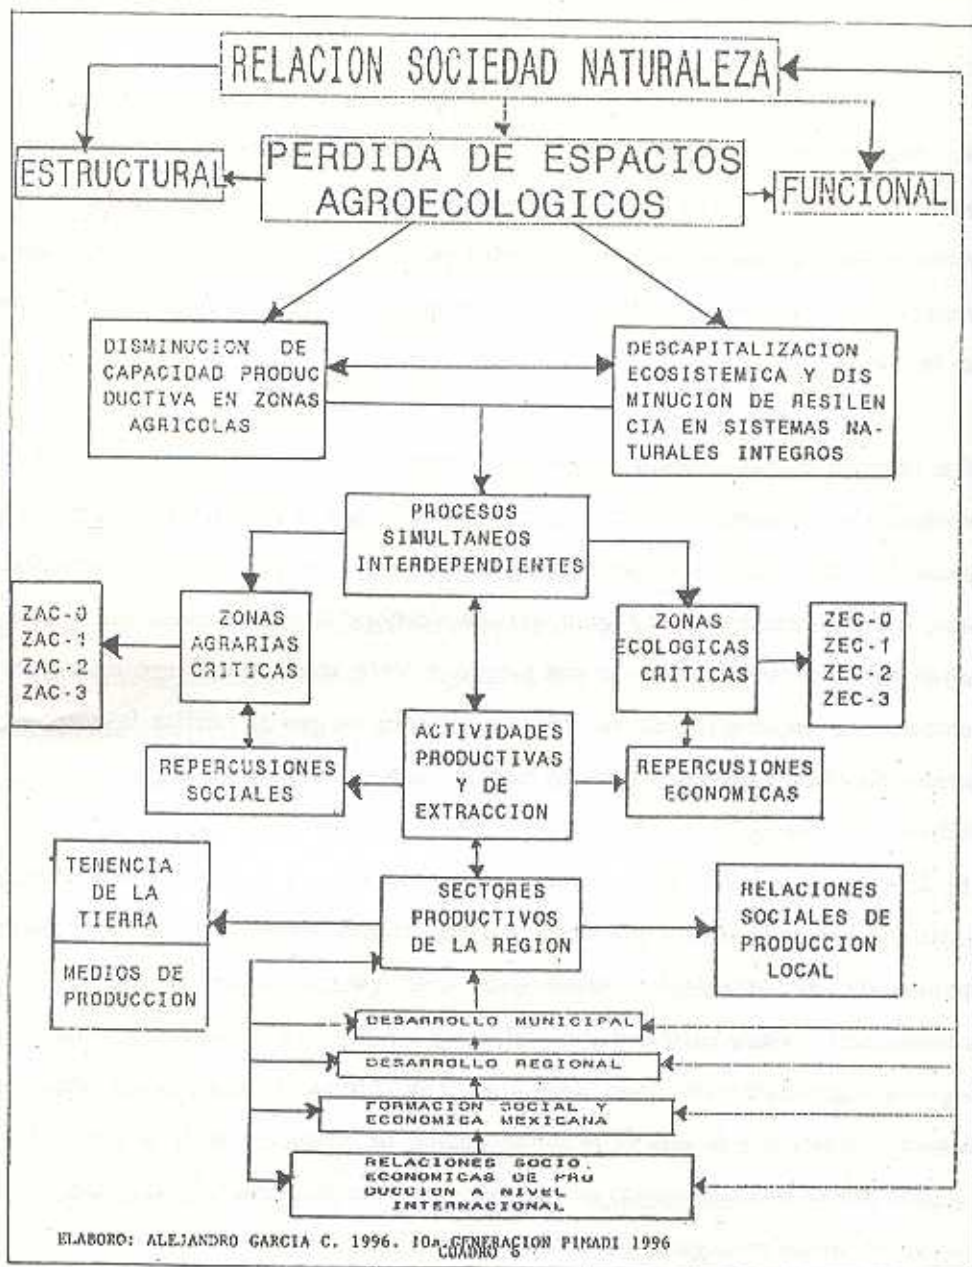 RELACION SOCIEDAD NATURALEZA
ESTRUCTURAL
PERDIDA DE ESPACIOS
AGROECOLOGICOS
FUNCIONAL
DISMINUCION DE
CAPACIDAD PRODUC
DUCTIVA EN ZONAS
AGRICOLAS
DESCAPITALIZACION
ECOSISTEMICA Y DIS
MINUCION DE RESILEN
CIA EN SISTEMAS NA-
TURALES INTEGROS
PROCESOS
SIMULTANEOS
INTERDEPENDIENTES
ZAC-0
ZAC-1
ZAC-2
ZAC-3
ZONAS
AGRARIAS
CRITICAS
ZONAS
ECOLOGICAS
CRITICAS
ZEC-0
ZEC-1
ZEC-2
ZEC-3
REPERCUSIONES
SOCIALES
ACTIVIDADES
PRODUCTIVAS
Y DE
EXTRACCION
REPERCUSIONES
ECONOMICAS
TENENCIA
DE LA
TIERRA
MEDIOS DE
PRODUCCION
SECTORES
PRODUCTIVOS
DE LA REGION
RELACIONES
SOCIALES DE
PRODUCCION
LOCAL
DESARROLLO MUNICIPAL
DESARROLLO REGIONAL
FORMACION SOCIAL Y
ECONOMICA MEXICANA
RELACIONES SOCIO.
ECONOMICAS DE PRO
DUCCION A NIVEL
INTERNACIONAL
ELABORO: ALEJANDRO GARCIA C. 1996. 10a.GENERACION PIMADI 1996
CUADRO 6